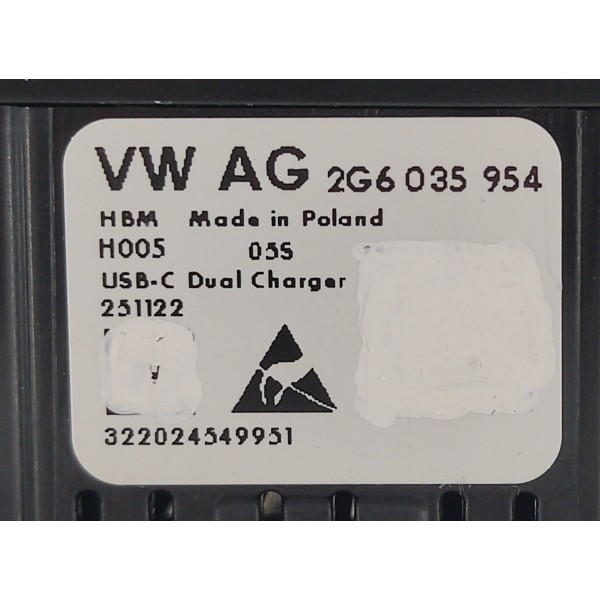 VW AG 2G6 035 954
HBM Made in Poland
H005 05S
USB-C Dual Charger
251122
322024549951